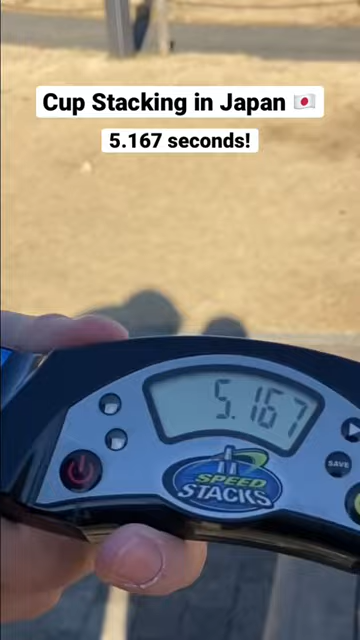 Cup Stacking in Japan 🇯🇵
5.167 seconds!
5.167
SAVE
SPEED
STACKS